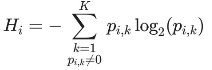 H_i = - \sum_{\substack{k=1 \\ p_{i,k} \neq 0}}^{K} p_{i,k} \log_2(p_{i,k})